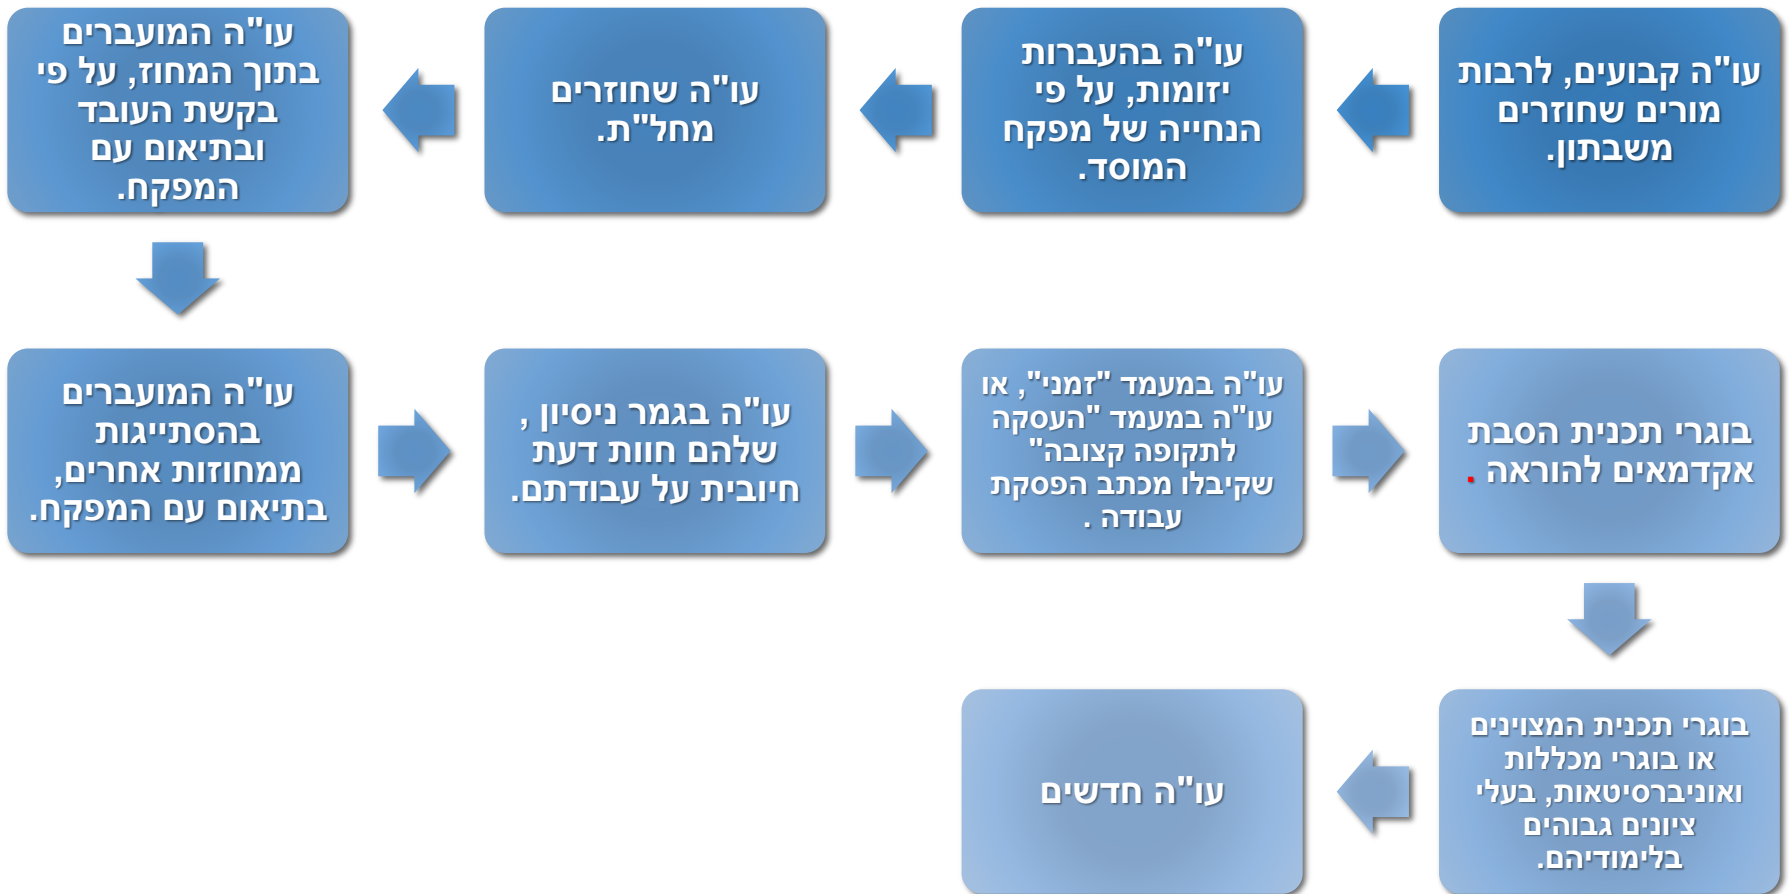 עו"ה קבועים, לרבות
מורים שחוזרים
משבתון.
עו"ה בהעברות
יזומות, על פי
הנחייה של מפקח
המוסד.
עו"ה שחוזרים
מחל"ת.
עו"ה המועברים
בתוך המחוז, על פי
בקשת העובד
ובתיאום עם
המפקח.
עו"ה המועברים
בהסתייגות
ממחוזות אחרים,
בתיאום עם המפקח.
עו"ה בגמר ניסיון ,
שלהם חוות דעת
חיובית על עבודתם.
עו"ה במעמד "זמני", או
עו"ה במעמד "העסקה
לתקופה קצובה"
שקיבלו מכתב הפסקת
עבודה .
בוגרי תכנית הסבת
אקדמאים להוראה .
בוגרי תכנית המצוינים
או בוגרי מכללות
ואוניברסיטאות, בעלי
ציונים גבוהים
בלימודיהם.
עו"ה חדשים